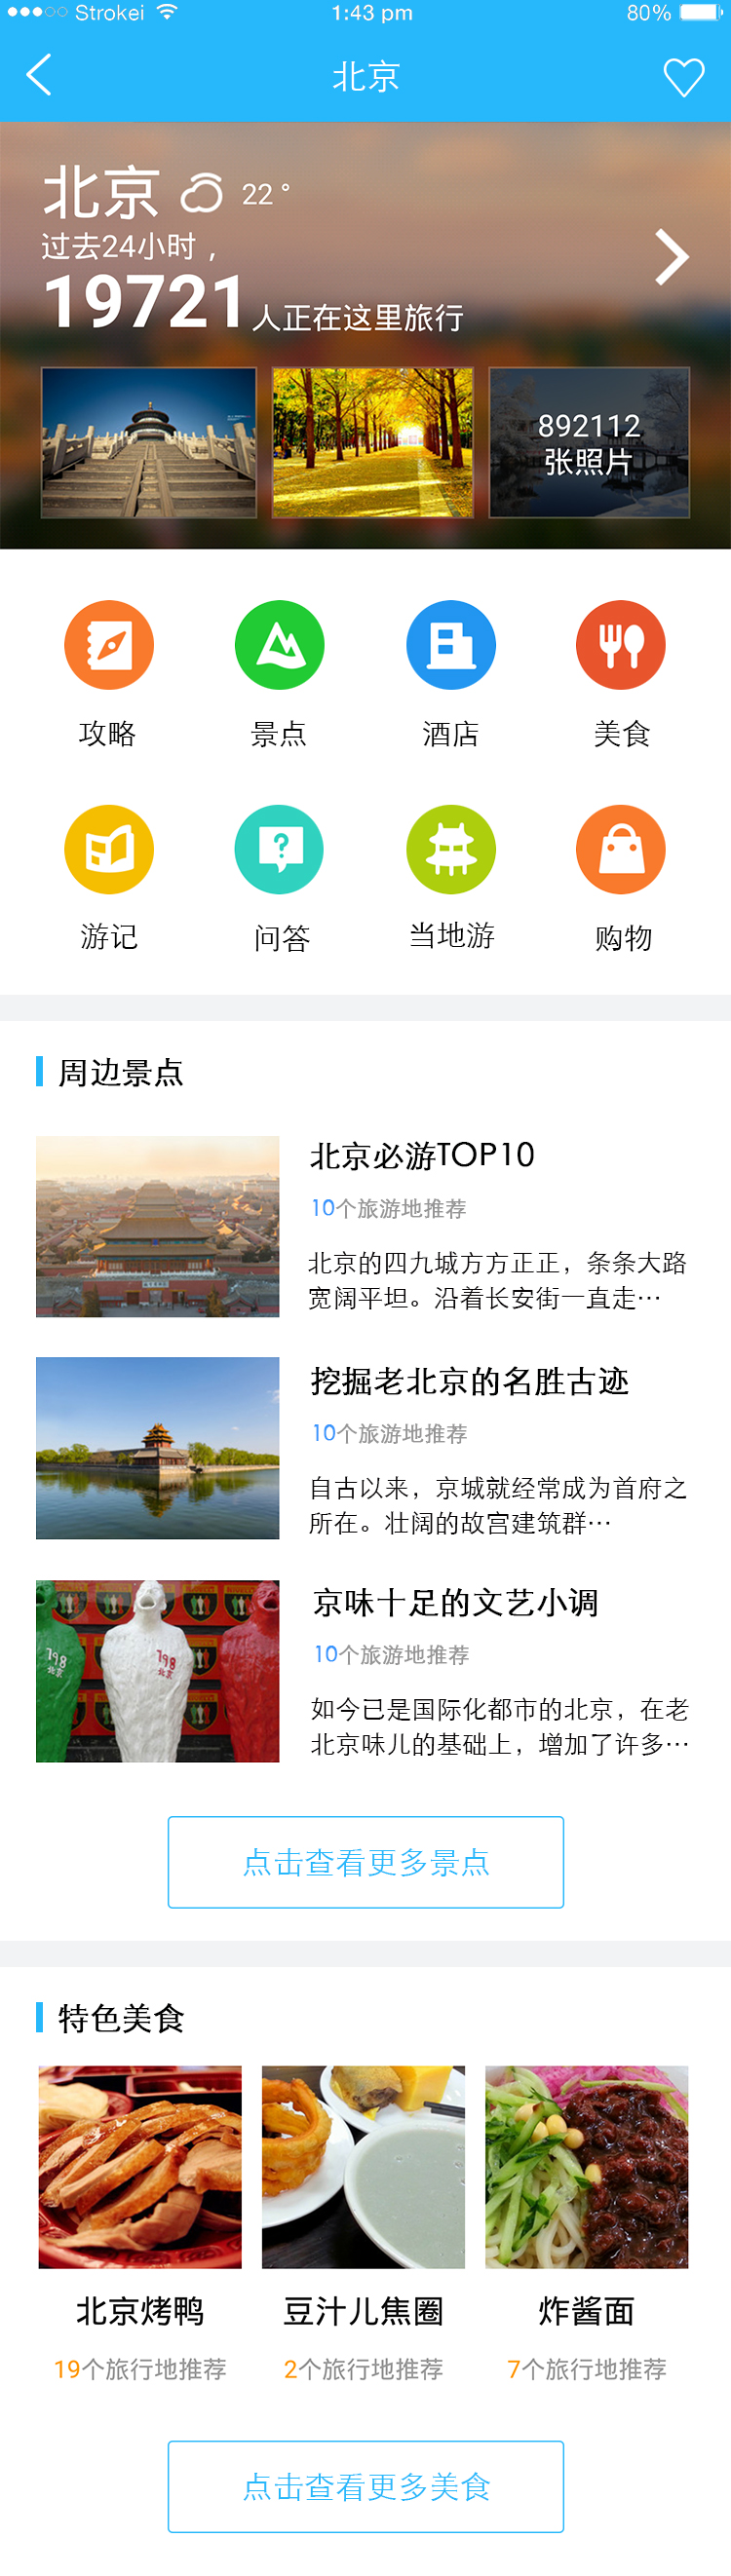 Strokei
1:43 pm
80%
北京
北京 22 °
过去24小时，
19721人正在这里旅行
892112
张照片
攻略
景点
酒店
美食
游记
问答
当地游
购物
周边景点
北京必游TOP10
10个旅游地推荐
北京的四九城方方正正，条条大路
宽阔平坦。沿着长安街一直走…
挖掘老北京的名胜古迹
10个旅游地推荐
自古以来，京城就经常成为首府之
所在。壮阔的故宫建筑群…
798
北京
798
北京
京味十足的文艺小调
10个旅游地推荐
如今已是国际化都市的北京，在老
北京味儿的基础上，增加了许多…
点击查看更多景点
特色美食
北京烤鸭
19个旅行地推荐
豆汁儿焦圈
2个旅行地推荐
炸酱面
7个旅行地推荐
点击查看更多美食